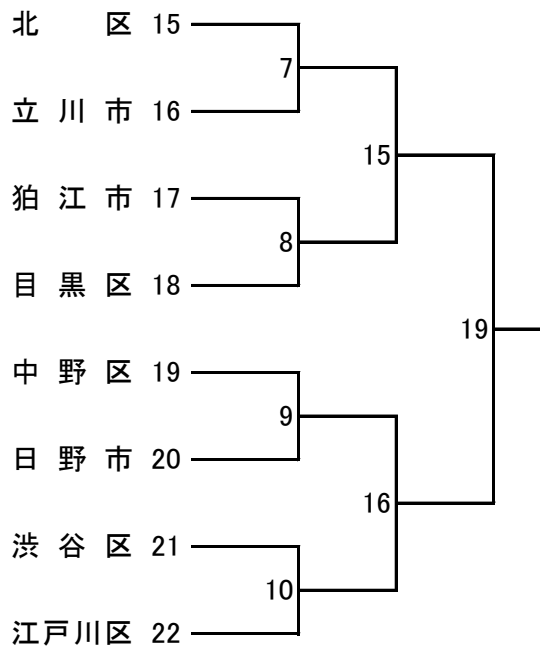 北 区 15
7
立 川 市 16
15
狛 江 市 17
8
目 黒 区 18
19
中 野 区 19
9
日 野 市 20
16
渋 谷 区 21
10
江戸川区 22